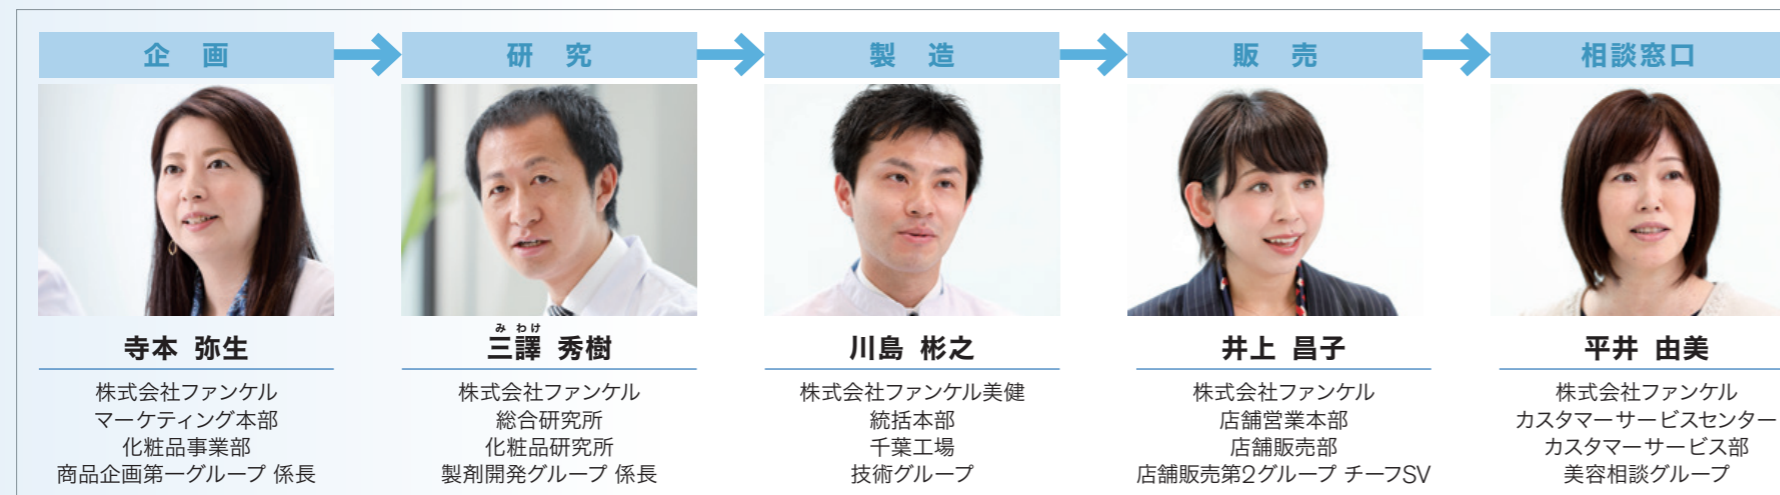 企 画
研 究
製 造
販 売
相談窓口
寺本 弥生
株式会社ファンケル
マーケティング本部
化粧品事業部
商品企画第一グループ 係長
み わけ
三譯 秀樹
株式会社ファンケル
総合研究所
化粧品研究所
製剤開発グループ 係長
川島 彬之
株式会社ファンケル美健
統括本部
千葉工場
技術グループ
井上 昌子
株式会社ファンケル
店舗営業本部
店舗販売部
店舗販売第2グループ チーフSV
平井 由美
株式会社ファンケル
カスタマーサービスセンター
カスタマーサービス部
美容相談グループ